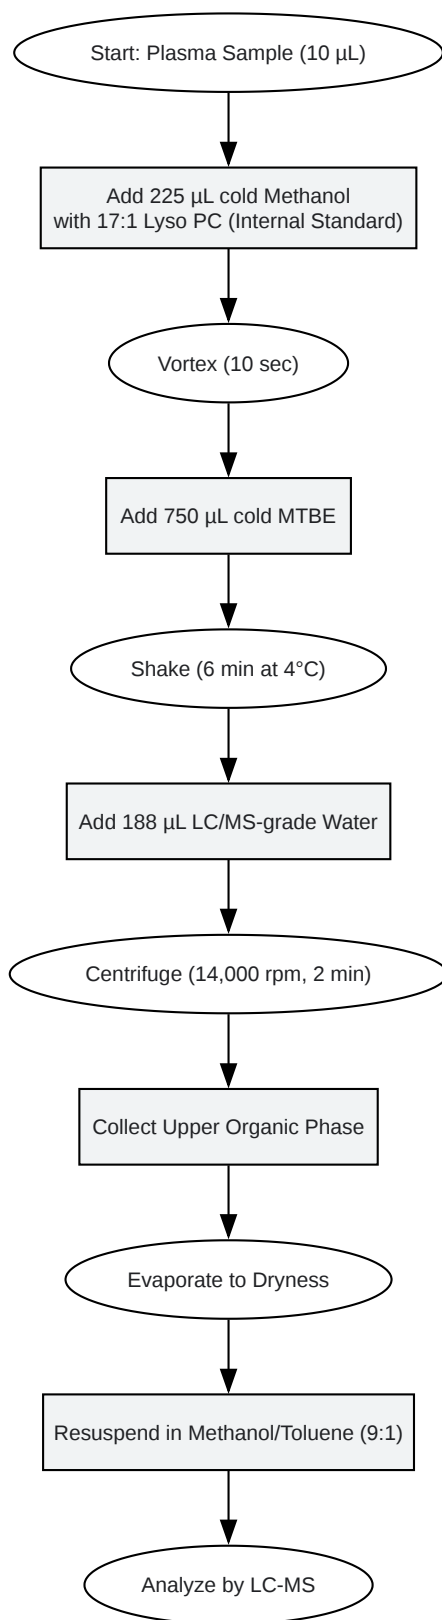 Start: Plasma Sample (10 µL)
Add 225 µL cold Methanol
with 17:1 Lyso PC (Internal Standard)
Vortex (10 sec)
Add 750 µL cold MTBE
Shake (6 min at 4°C)
Add 188 µL LC/MS-grade Water
Centrifuge (14,000 rpm, 2 min)
Collect Upper Organic Phase
Evaporate to Dryness
Resuspend in Methanol/Toluene (9:1)
Analyze by LC-MS